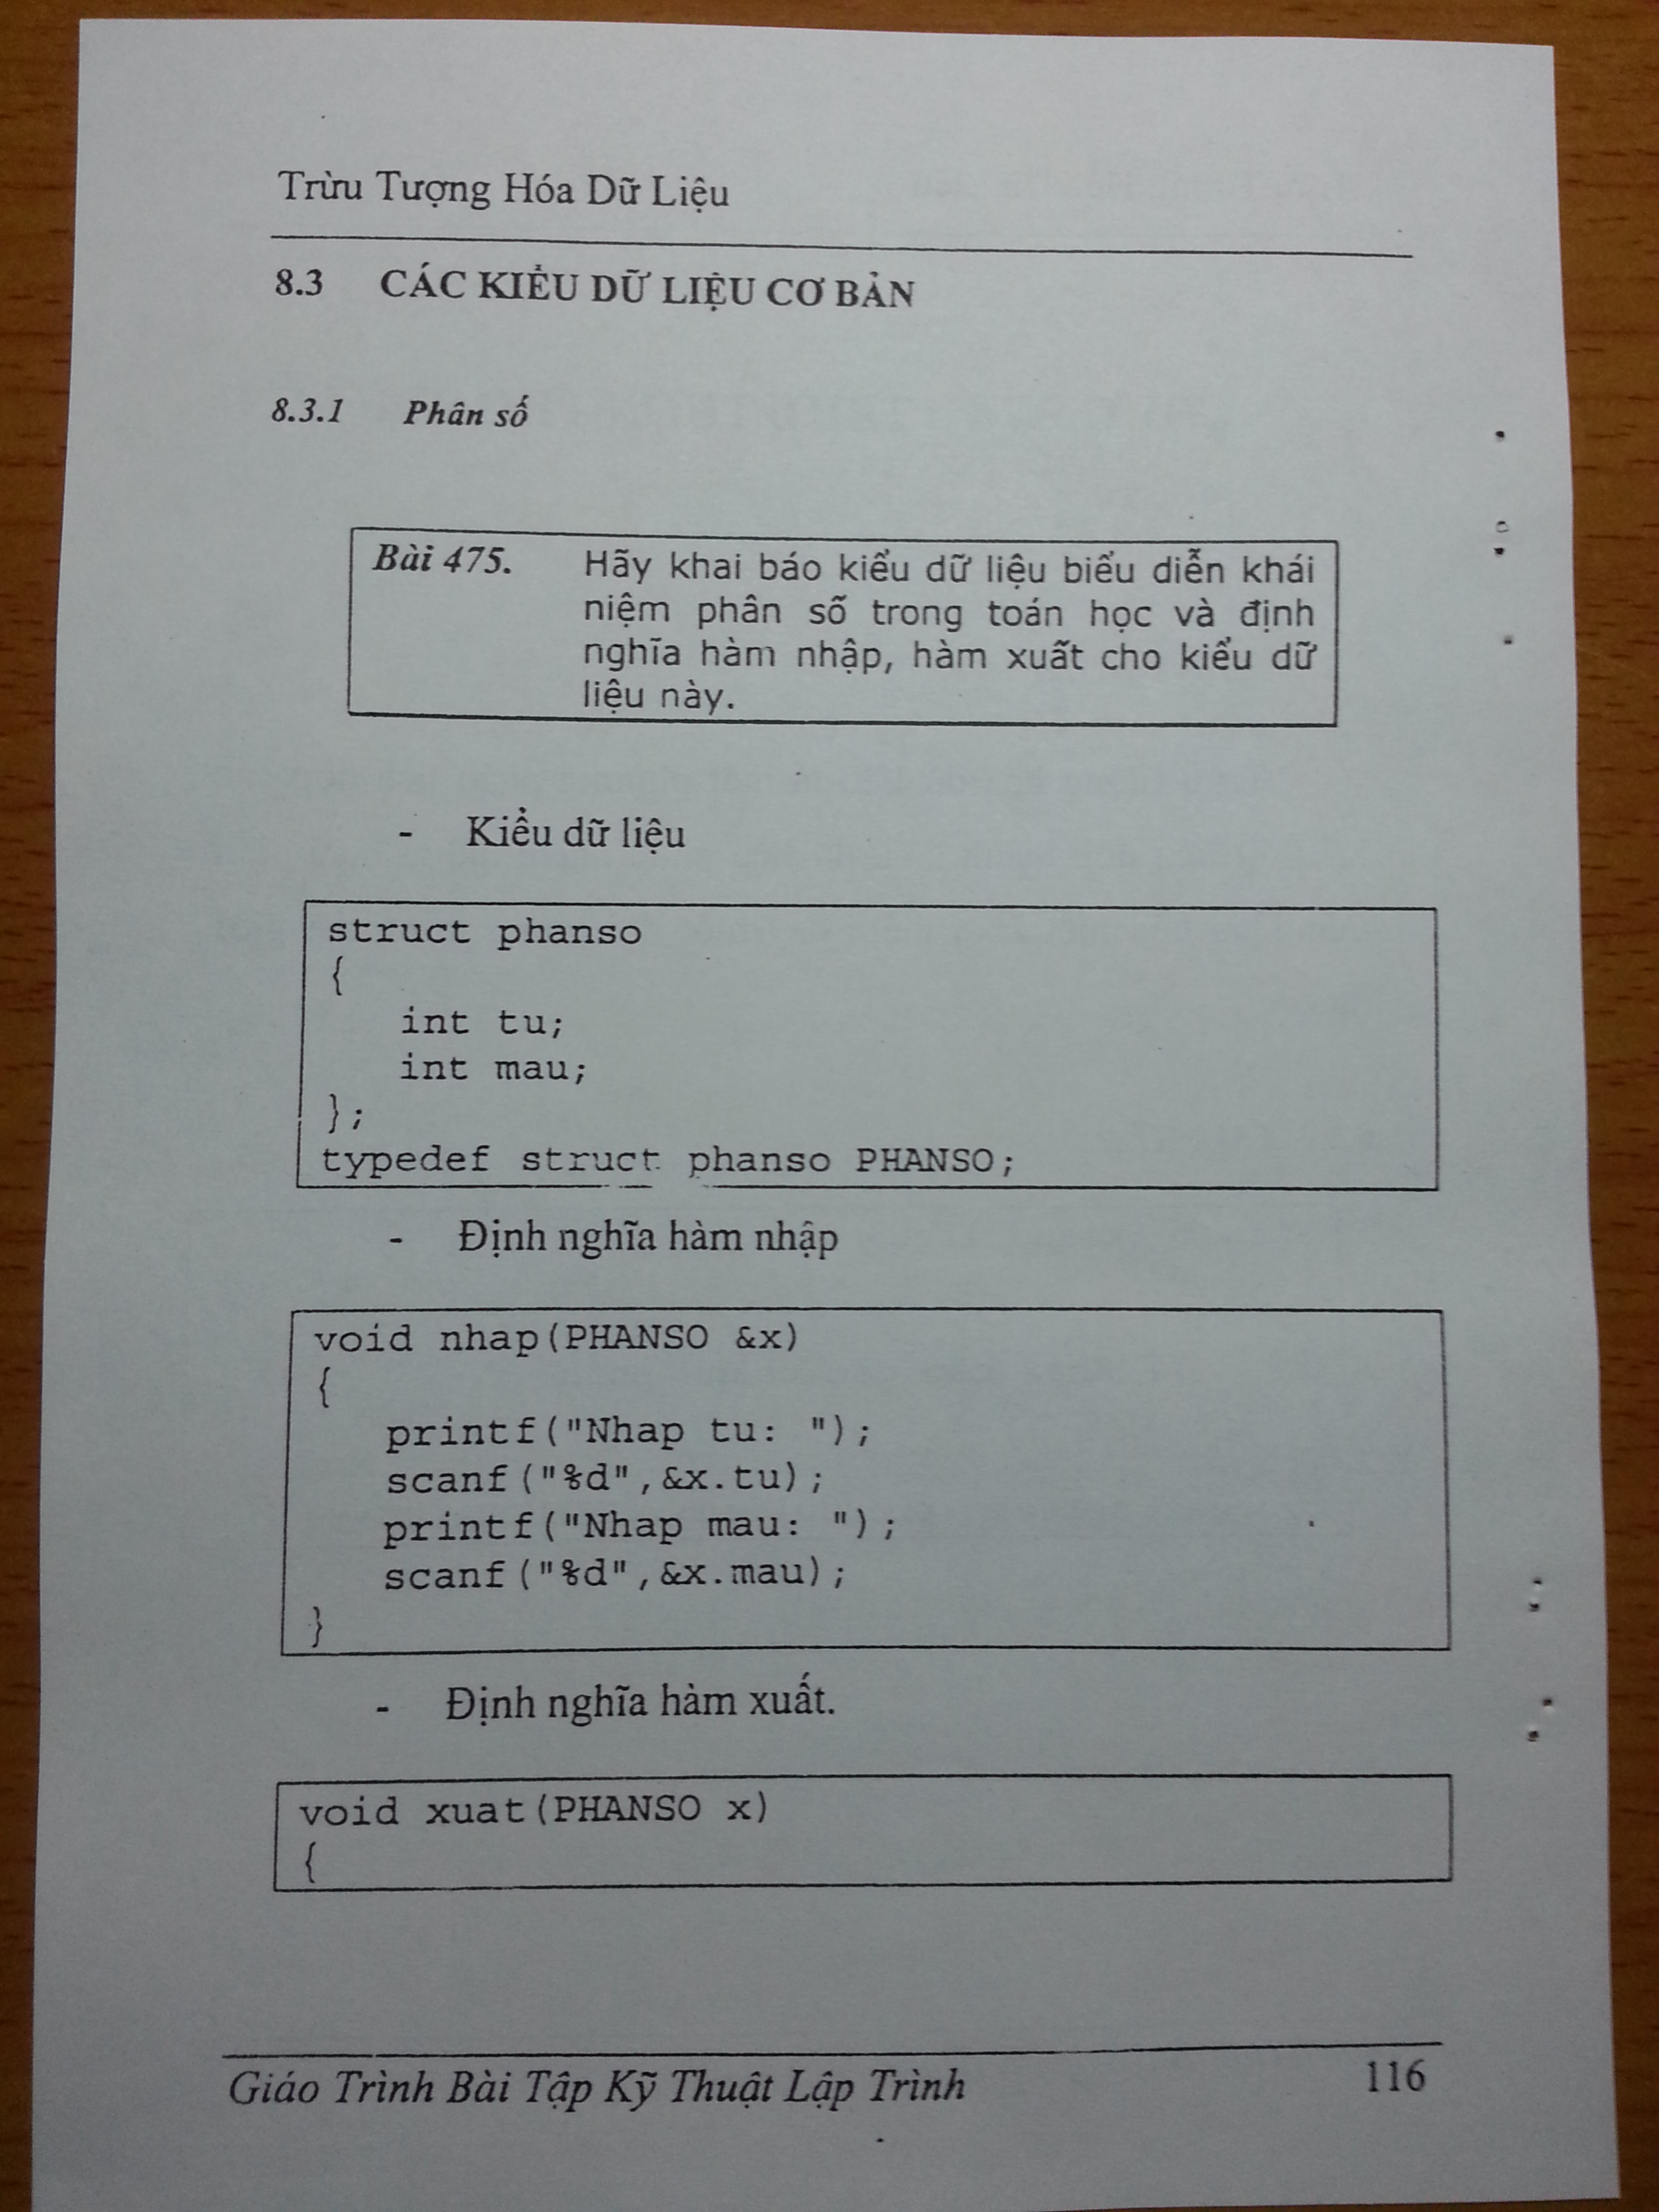 Trừu Tượng Hóa Dữ Liệu
8.3 CÁC KIỂU DỮ LIỆU CƠ BẢN
8.3.1 Phân số
Bài 475. Hãy khai báo kiểu dữ liệu biểu diễn khái
niệm phân số trong toán học và định
nghĩa hàm nhập, hàm xuất cho kiểu dữ
liệu này.
- Kiểu dữ liệu
struct phanso
{
int tu;
int mau;
};
typedef struct phanso PHANSO;
- Định nghĩa hàm nhập
void nhap(PHANSO &x)
{
printf("Nhap tu: ");
scanf("%d",&x.tu);
printf("Nhap mau: ");
scanf("%d",&x.mau);
}
- Định nghĩa hàm xuất.
void xuat(PHANSO x)
{
Giáo Trình Bài Tập Kỹ Thuật Lập Trình 116